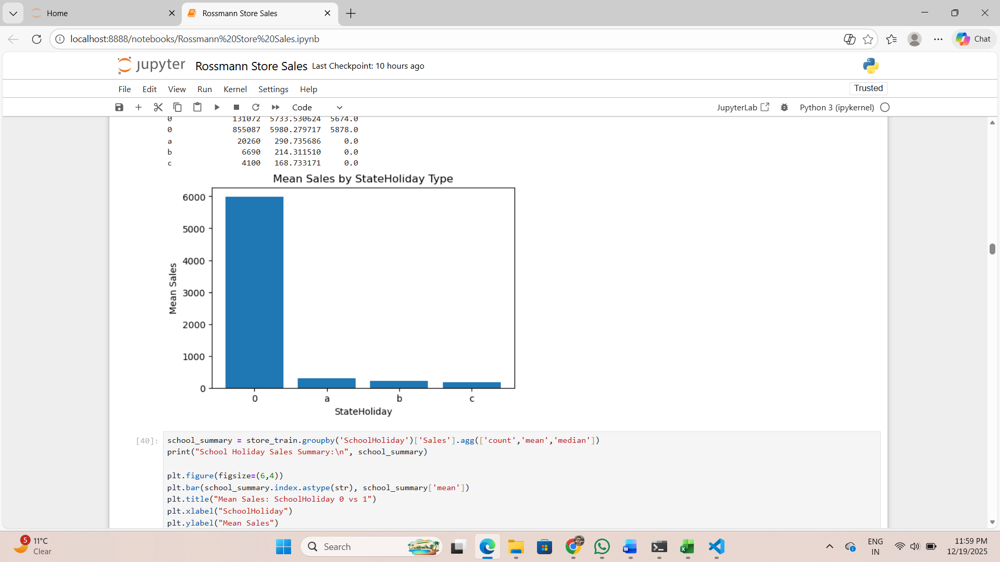 Home
Rossmann Store Sales
localhost:8888/notebooks/Rossmann%20Store%20Sales.ipynb
Chat
jupyter Rossmann Store Sales Last Checkpoint: 10 hours ago
File Edit View Run Kernel Settings Help
Trusted
Code
JupyterLab
Python 3 (ipykernel)
0 131072 5733.530624 5674.0
0 855087 5980.279717 5878.0
a 20260 290.735686 0.0
b 6690 214.311510 0.0
c 4100 168.733171 0.0
Mean Sales by StateHoliday Type
6000
5000
4000
3000
2000
1000
0
Mean Sales
0 a b c
StateHoliday
[40]:
school_summary = store_train.groupby('SchoolHoliday')['Sales'].agg(['count','mean','median'])
print("School Holiday Sales Summary:\n", school_summary)
plt.figure(figsize=(6,4))
plt.bar(school_summary.index.astype(str), school_summary['mean'])
plt.title("Mean Sales: SchoolHoliday 0 vs 1")
plt.xlabel("SchoolHoliday")
plt.ylabel("Mean Sales")
5
11°C
Clear
Search
ENG
IN
11:59 PM
12/19/2025